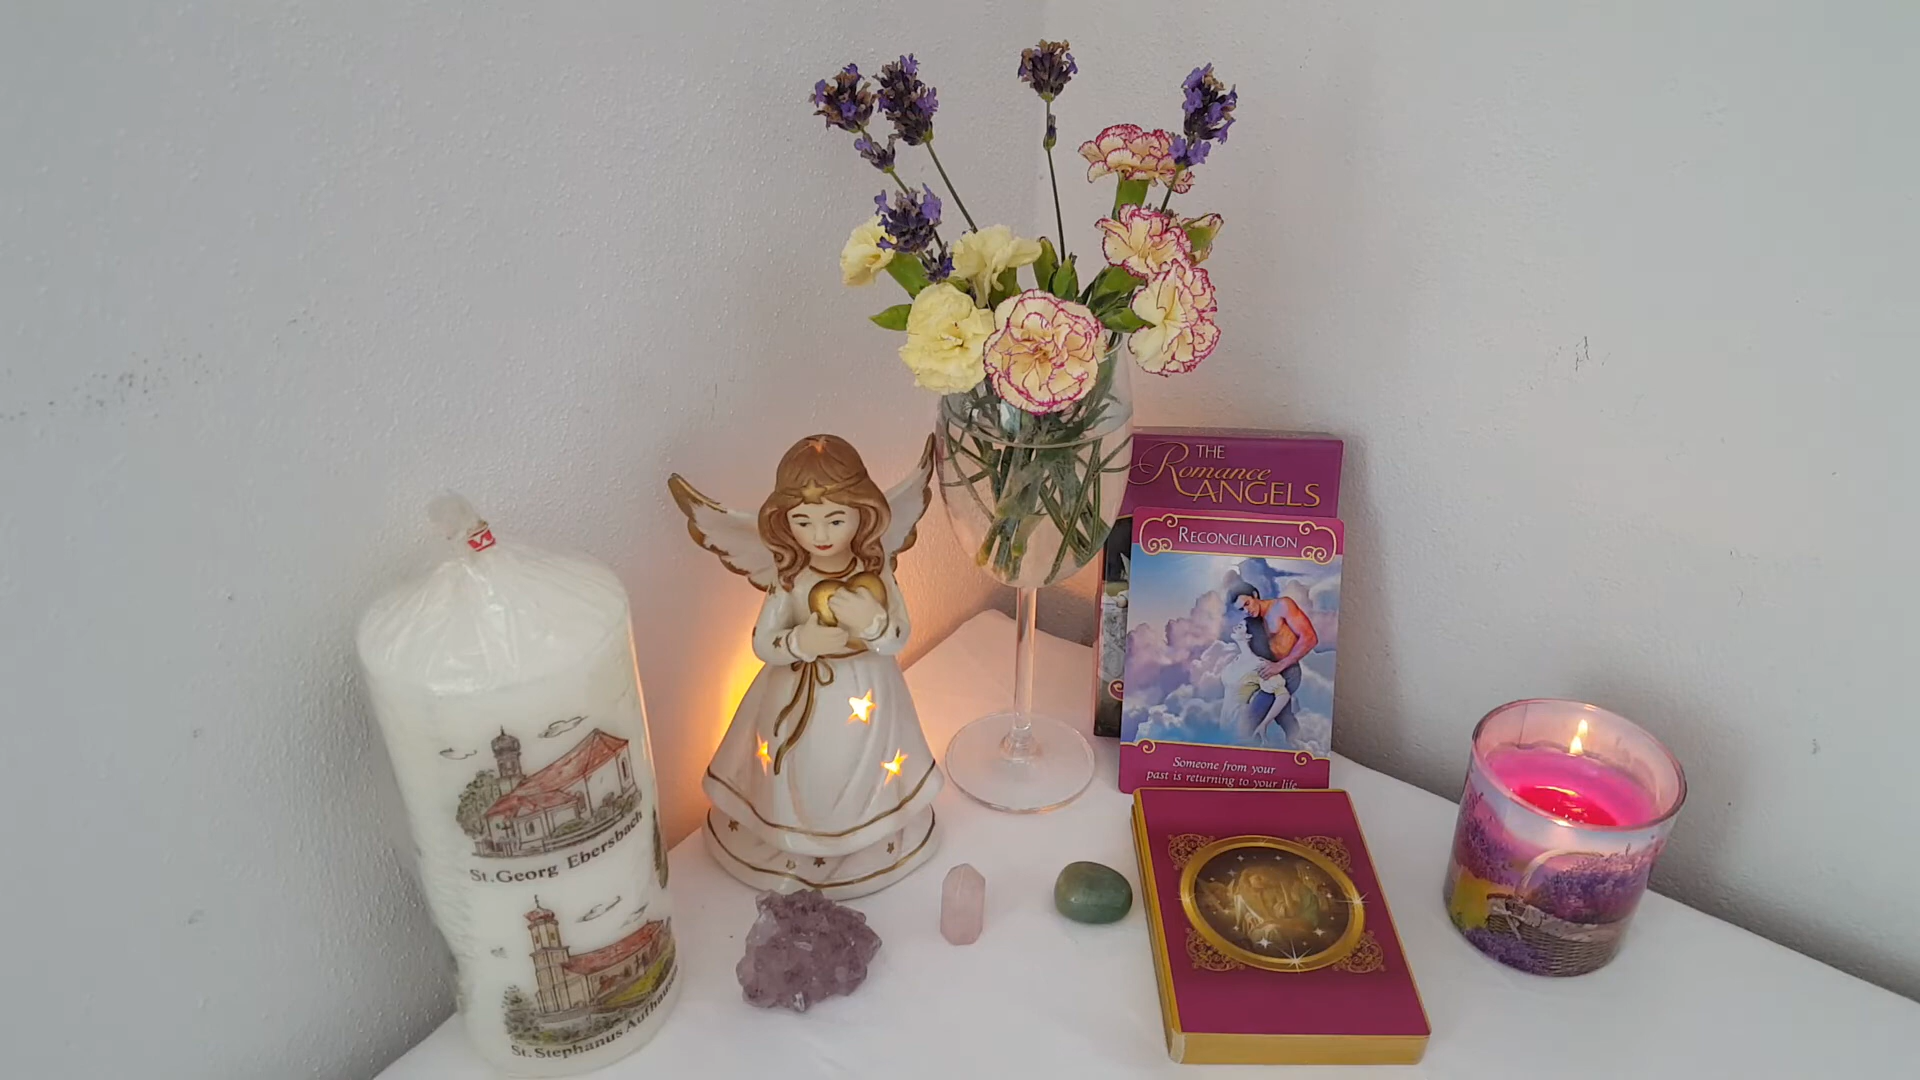 THE
Romance
ANGELS
RECONCILIATION
Someone from your
past is returning to your life.
St. Georg Ebersbach
St. Stephanus